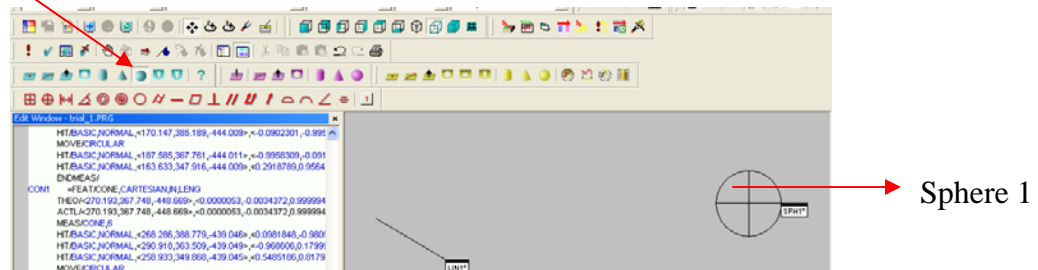 Edit Window - trial_1.PRG
HIT/BASIC,NORMAL,<170.147,385.189,-444.009>,<-0.0902301,-0.995
MOVE/CIRCULAR
HIT/BASIC,NORMAL,<187.585,367.761,-444.011>,<-0.9958309,-0.091
HIT/BASIC,NORMAL,<163.633,347.916,-444.009>,<0.2918789,0.9564
ENDMEAS/
CON1 =FEAT/CONE,CARTESIAN,IN,LENG
THEO/<270.193,367.748,-448.669>,<0.0000053,-0.0034372,0.999994
ACTL/<270.193,367.748,-448.669>,<0.0000053,-0.0034372,0.999994
MEAS/CONE,6
HIT/BASIC,NORMAL,<268.286,388.779,-439.046>,<0.0981848,-0.980
HIT/BASIC,NORMAL,<290.918,363.509,-439.049>,<-0.968606,0.1799
HIT/BASIC,NORMAL,<258.933,349.868,-439.045>,<0.5485186,0.8179
MOVE/CIRCULAR
SPH1*
Sphere 1
LIN1*